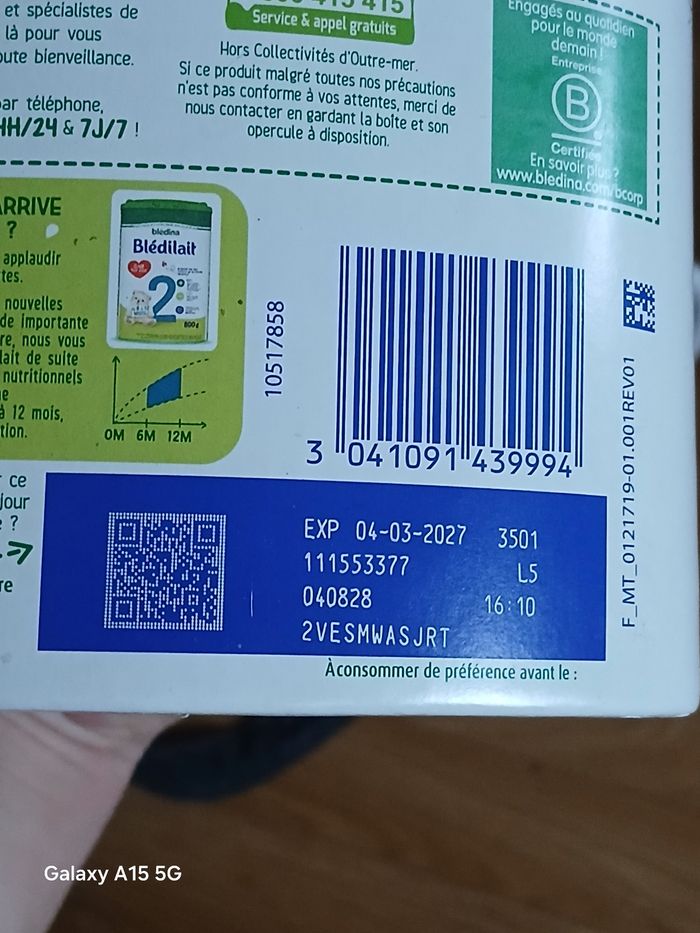 et spécialistes de
là pour vous
oute bienveillance.
par téléphone,
HH/24 & 7J/7 !
415
Service & appel gratuits
Hors Collectivités d'Outre-mer.
Si ce produit malgré toutes nos précautions
n'est pas conforme à vos attentes, merci de
nous contacter en gardant la boîte et son
opercule à disposition.
Engagés au quotidien
pour le monde
demain !
Entreprise
B
Certifiée
En savoir plus ?
www.bledina.com/bcorp
ARRIVE
?
applaudir
tes.
nouvelles
de importante
re, nous vous
lait de suite
nutritionnels
e
à 12 mois,
tion.
blédina
Blédilait
2
800g
0M 6M 12M
10517858
3 041091 439994
F_MT_0121719-01.001REV01
ce
jour
e ?
re
EXP 04-03-2027 3501
111553377 L5
040828 16:10
2VESMWASJRT
À consommer de préférence avant le :
Galaxy A15 5G